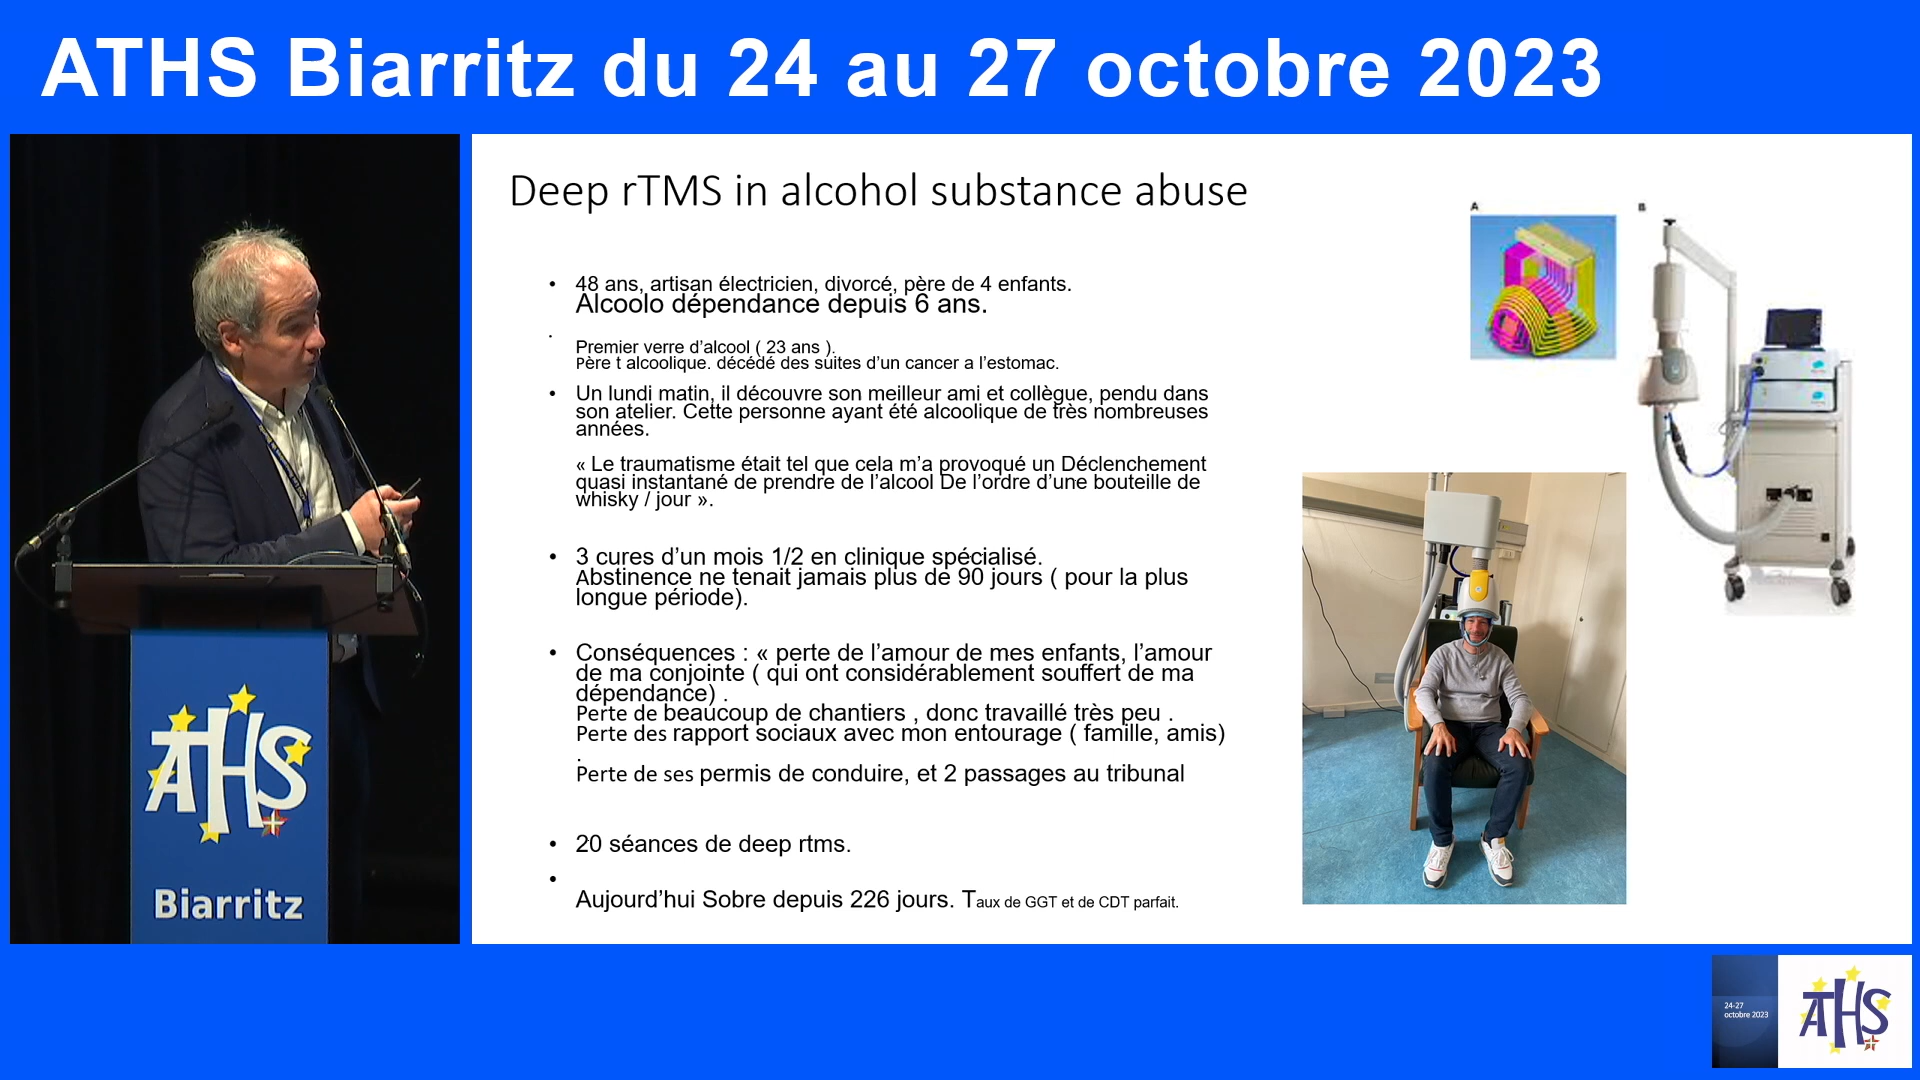 ATHS Biarritz du 24 au 27 octobre 2023
Deep rTMS in alcohol substance abuse
A
B
• 48 ans, artisan électricien, divorcé, père de 4 enfants.
Alcoolo dépendance depuis 6 ans.
•
Premier verre d’alcool ( 23 ans ).
Père t alcoolique. décédé des suites d’un cancer a l’estomac.
• Un lundi matin, il découvre son meilleur ami et collègue, pendu dans
son atelier. Cette personne ayant été alcoolique de très nombreuses
années.
« Le traumatisme était tel que cela m’a provoqué un Déclenchement
quasi instantané de prendre de l’alcool De l’ordre d’une bouteille de
whisky / jour ».
• 3 cures d’un mois 1/2 en clinique spécialisé.
Abstinence ne tenait jamais plus de 90 jours ( pour la plus
longue période).
• Conséquences : « perte de l’amour de mes enfants, l’amour
de ma conjointe ( qui ont considérablement souffert de ma
dépendance) .
Perte de beaucoup de chantiers , donc travaillé très peu .
Perte des rapport sociaux avec mon entourage ( famille, amis)
.
Perte de ses permis de conduire, et 2 passages au tribunal
• 20 séances de deep rtms.
•
Aujourd’hui Sobre depuis 226 jours. Taux de GGT et de CDT parfait.
ATHS
Biarritz
24-27
octobre 2023
ATHS